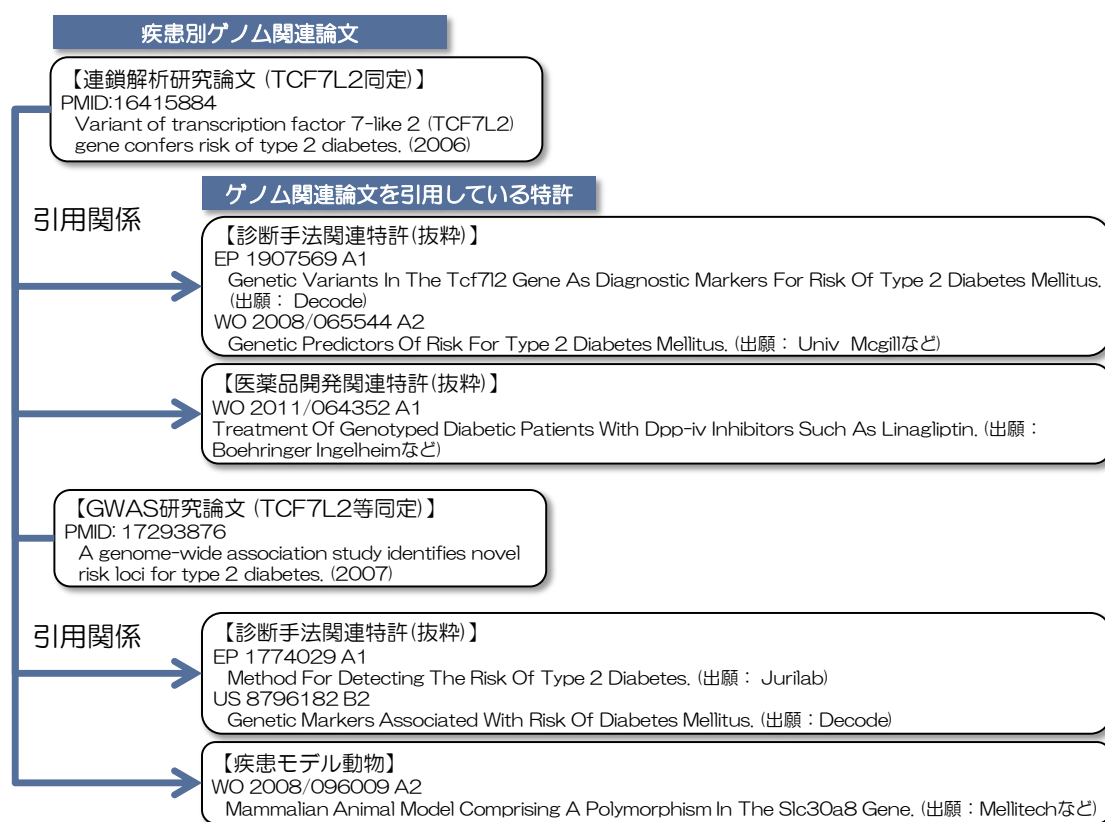 疾患別ゲノム関連論文
【連鎖解析研究論文 (TCF7L2同定)】
PMID:16415884
Variant of transcription factor 7-like 2 (TCF7L2)
gene confers risk of type 2 diabetes. (2006)
引用関係
ゲノム関連論文を引用している特許
【診断手法関連特許(抜粋)】
EP 1907569 A1
Genetic Variants In The Tcf7l2 Gene As Diagnostic Markers For Risk Of Type 2 Diabetes Mellitus.
(出願： Decode)
WO 2008/065544 A2
Genetic Predictors Of Risk For Type 2 Diabetes Mellitus. (出願： Univ Mcgillなど)
【医薬品開発関連特許(抜粋)】
WO 2011/064352 A1
Treatment Of Genotyped Diabetic Patients With Dpp-iv Inhibitors Such As Linagliptin. (出願：
Boehringer Ingelheimなど)
【GWAS研究論文 (TCF7L2等同定)】
PMID: 17293876
A genome-wide association study identifies novel
risk loci for type 2 diabetes. (2007)
引用関係
【診断手法関連特許(抜粋)】
EP 1774029 A1
Method For Detecting The Risk Of Type 2 Diabetes. (出願： Jurilab)
US 8796182 B2
Genetic Markers Associated With Risk Of Diabetes Mellitus. (出願：Decode)
【疾患モデル動物】
WO 2008/096009 A2
Mammalian Animal Model Comprising A Polymorphism In The Slc30a8 Gene. (出願：Mellitechなど)